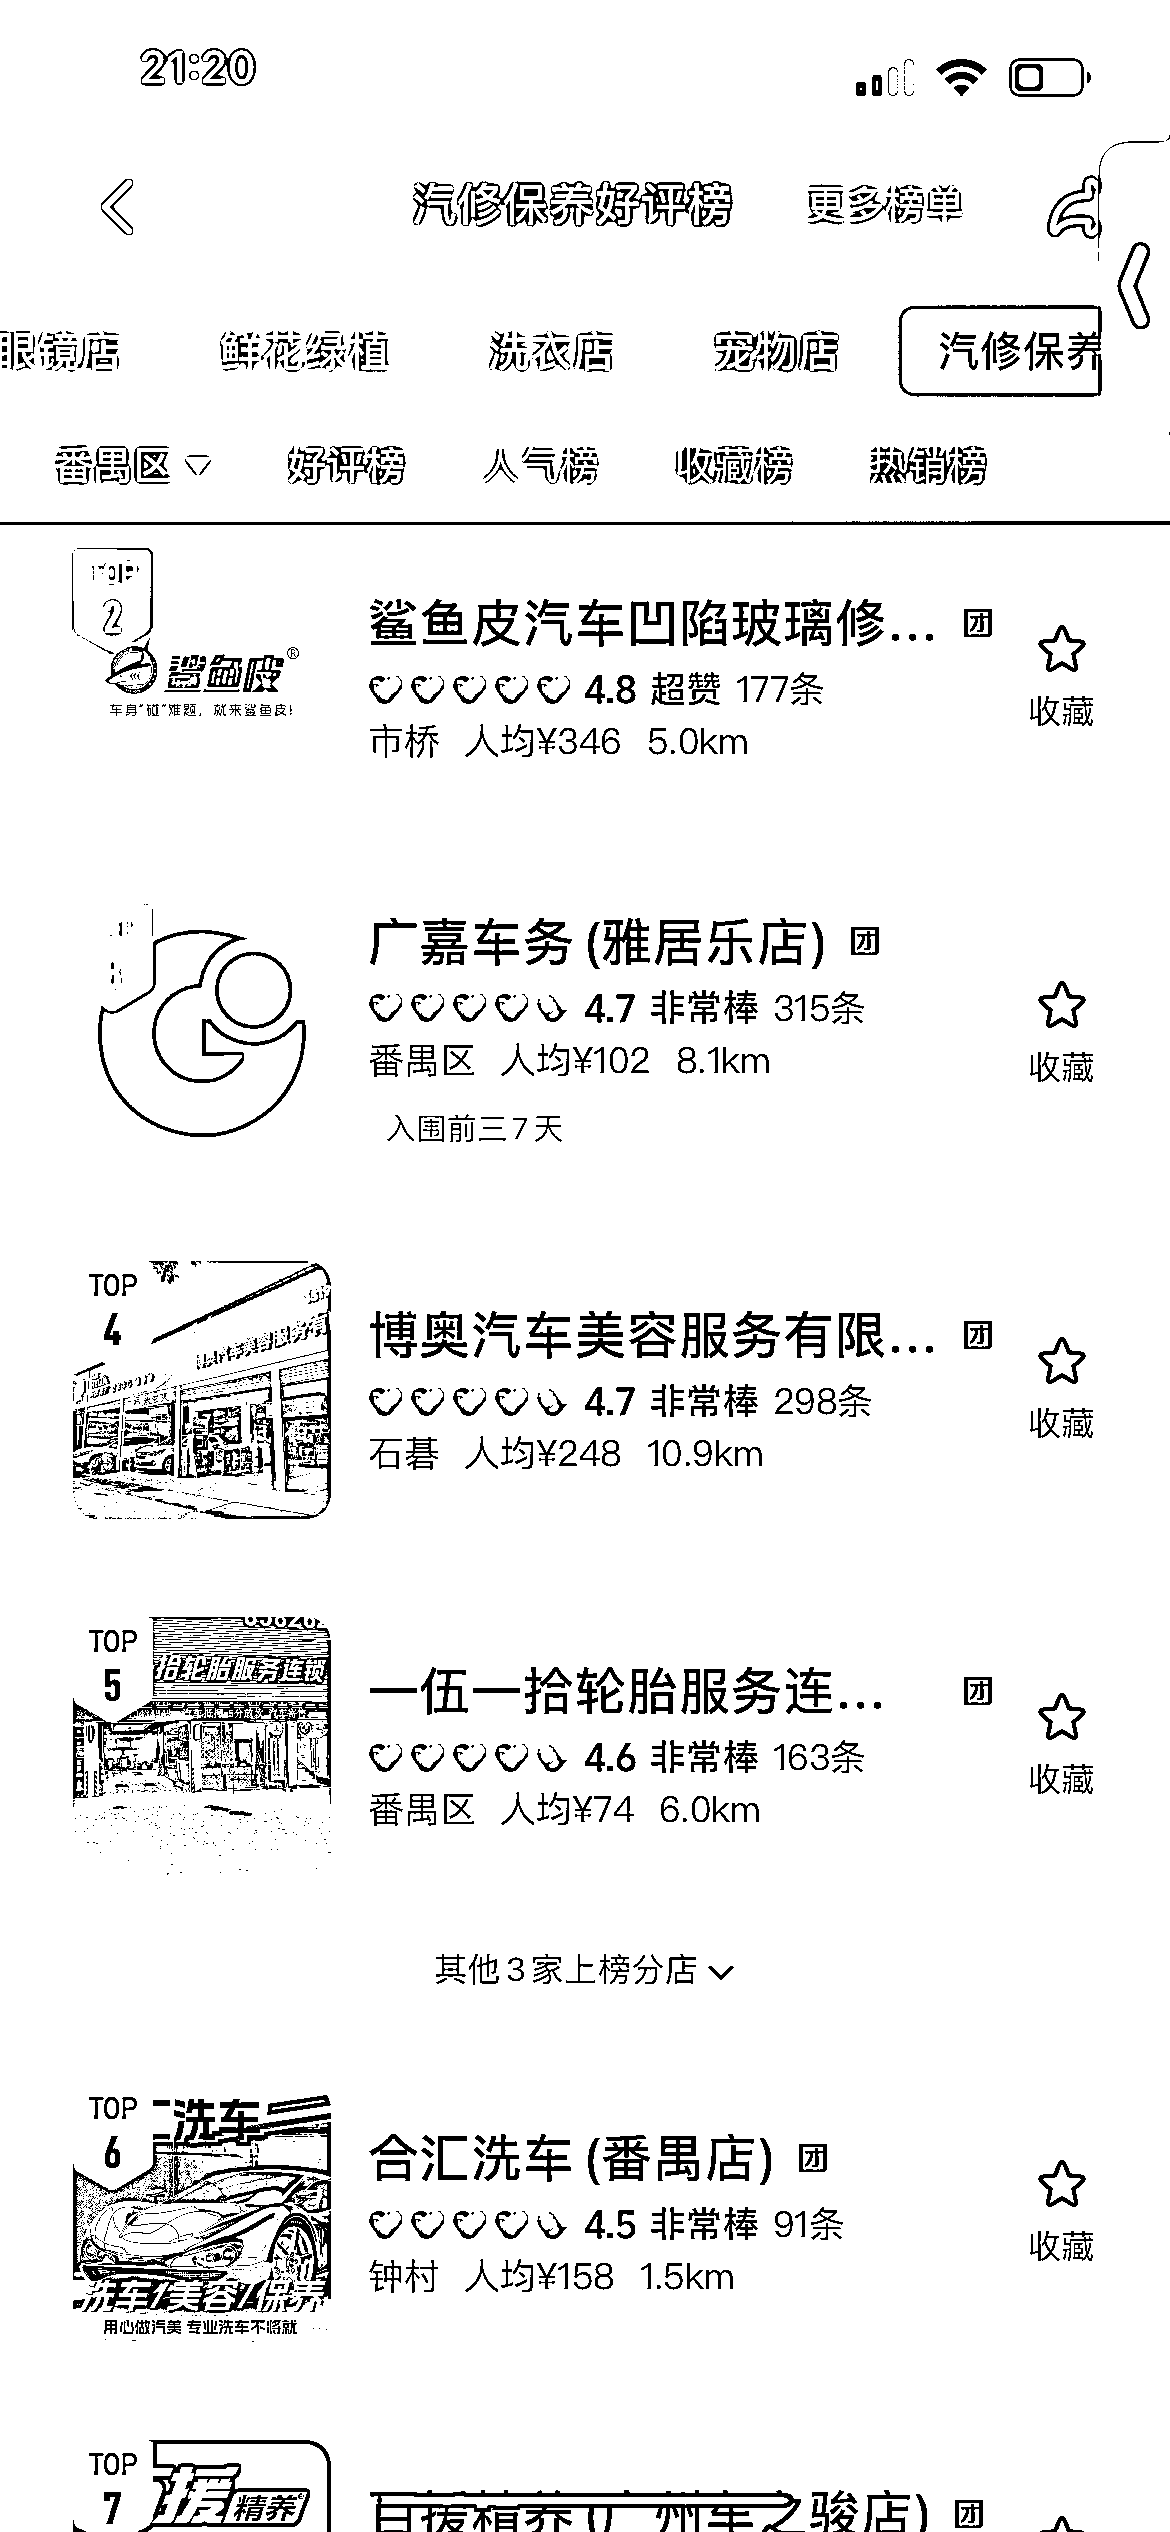 21:20
汽修保养好评榜 更多榜单
眼镜店 鲜花绿植 洗衣店 宠物店 汽修保养
番禺区 好评榜 人气榜 收藏榜 热销榜
TOP
2
鲨鱼皮®
车身"碰"难题，就来鲨鱼皮!
鲨鱼皮汽车凹陷玻璃修... 团
4.8 超赞 177条
市桥 人均¥346 5.0km
收藏
广嘉车务 (雅居乐店) 团
4.7 非常棒 315条
番禺区 人均¥102 8.1km
入围前三7天
收藏
TOP
4
博奥汽车美容服务有限... 团
4.7 非常棒 298条
石碁 人均¥248 10.9km
收藏
TOP
5
拾轮胎服务连锁
一伍一拾轮胎服务连... 团
4.6 非常棒 163条
番禺区 人均¥74 6.0km
收藏
其他3家上榜分店
TOP
6
洗车
洗车/美容/保养
用心做汽美 专业洗车不将就
合汇洗车 (番禺店) 团
4.5 非常棒 91条
钟村 人均¥158 1.5km
收藏
TOP
7
援 精养
援精养 (广州车之骏店) 团